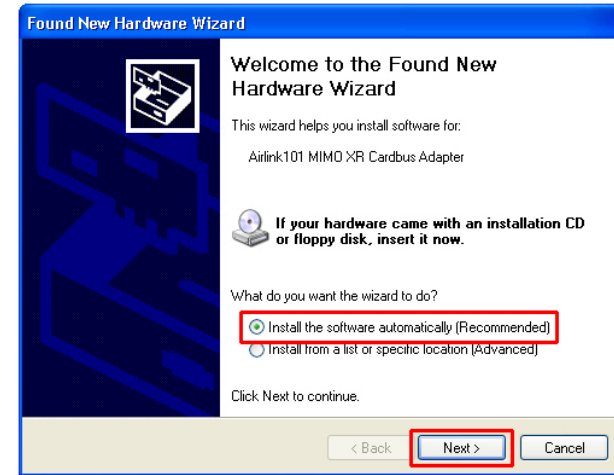 Found New Hardware Wizard
Welcome to the Found New
Hardware Wizard
This wizard helps you install software for:
Airlink101 MIMO XR Cardbus Adapter
If your hardware came with an installation CD
or floppy disk, insert it now.
What do you want the wizard to do?
Install the software automatically (Recommended)
Install from a list or specific location (Advanced)
Click Next to continue.
< Back Next > Cancel